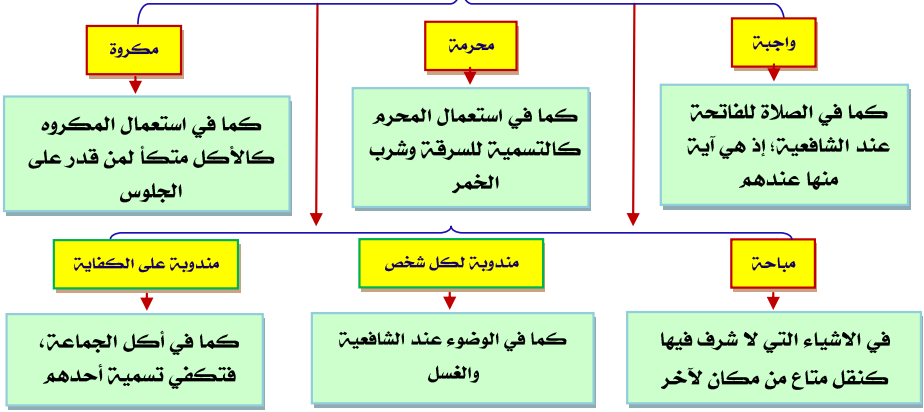 واجبة
محرمة
مكروة
كما في الصلاة للفاتحة
عند الشافعية؛ إذ هي آية
منها عندهم
كما في استعمال المحرم
كالتسمية للسرقة وشرب
الخمر
كما في استعمال المكروه
كالأكل متكأ لمن قدر على
الجلوس
مباحة
مندوبة لكل شخص
مندوبة على الكفاية
في الاشياء التي لا شرف فيها
كنقل متاع من مكان لآخر
كما في الوضوء عند الشافعية
والغسل
كما في أكل الجماعة،
فتكفي تسمية أحدهم